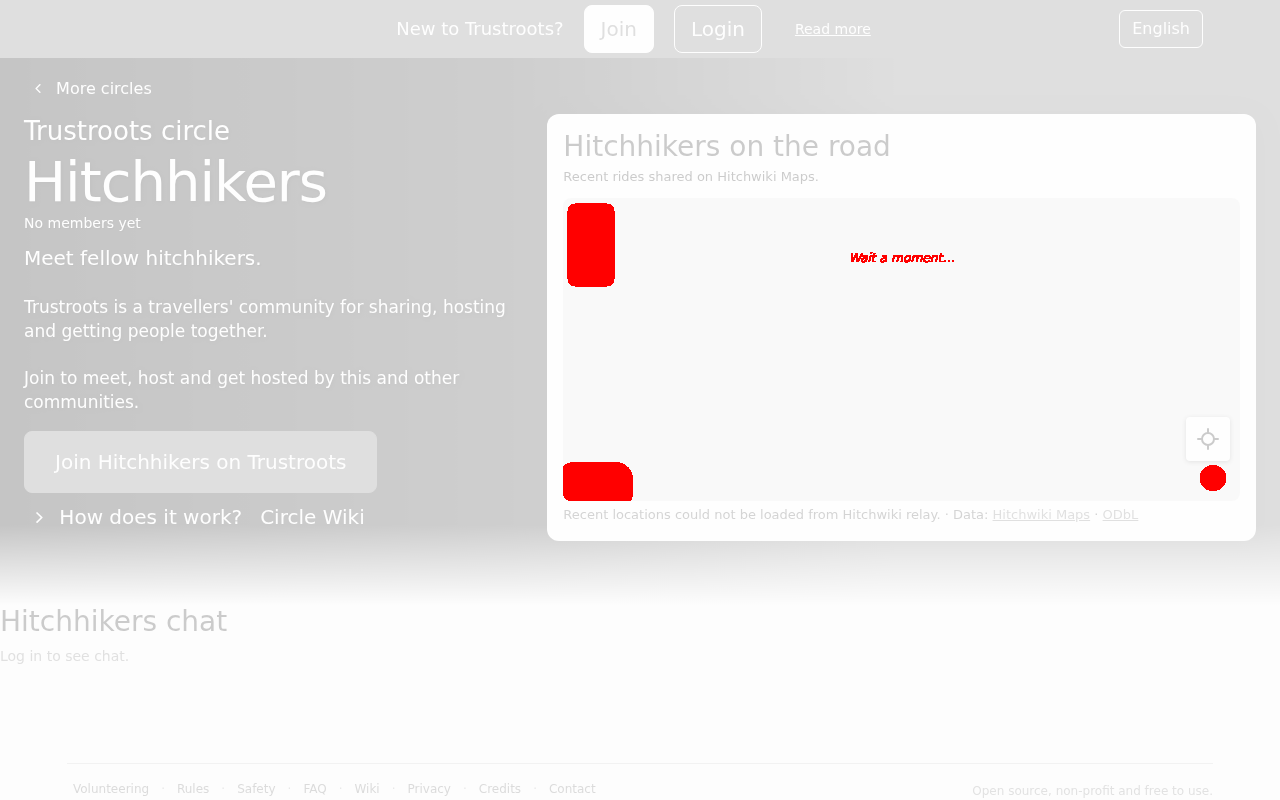 New to Trustroots? Join Login Read more English
More circles
Trustroots circle
Hitchhikers
No members yet
Meet fellow hitchhikers.
Trustroots is a travellers' community for sharing, hosting
and getting people together.
Join to meet, host and get hosted by this and other
communities.
Join Hitchhikers on Trustroots
How does it work? Circle Wiki
Hitchhikers on the road
Recent rides shared on Hitchwiki Maps.
Wait a moment...
Recent locations could not be loaded from Hitchwiki relay. · Data: Hitchwiki Maps · ODbL
Hitchhikers chat
Log in to see chat.
Volunteering · Rules · Safety · FAQ · Wiki · Privacy · Credits · Contact
Open source, non-profit and free to use.